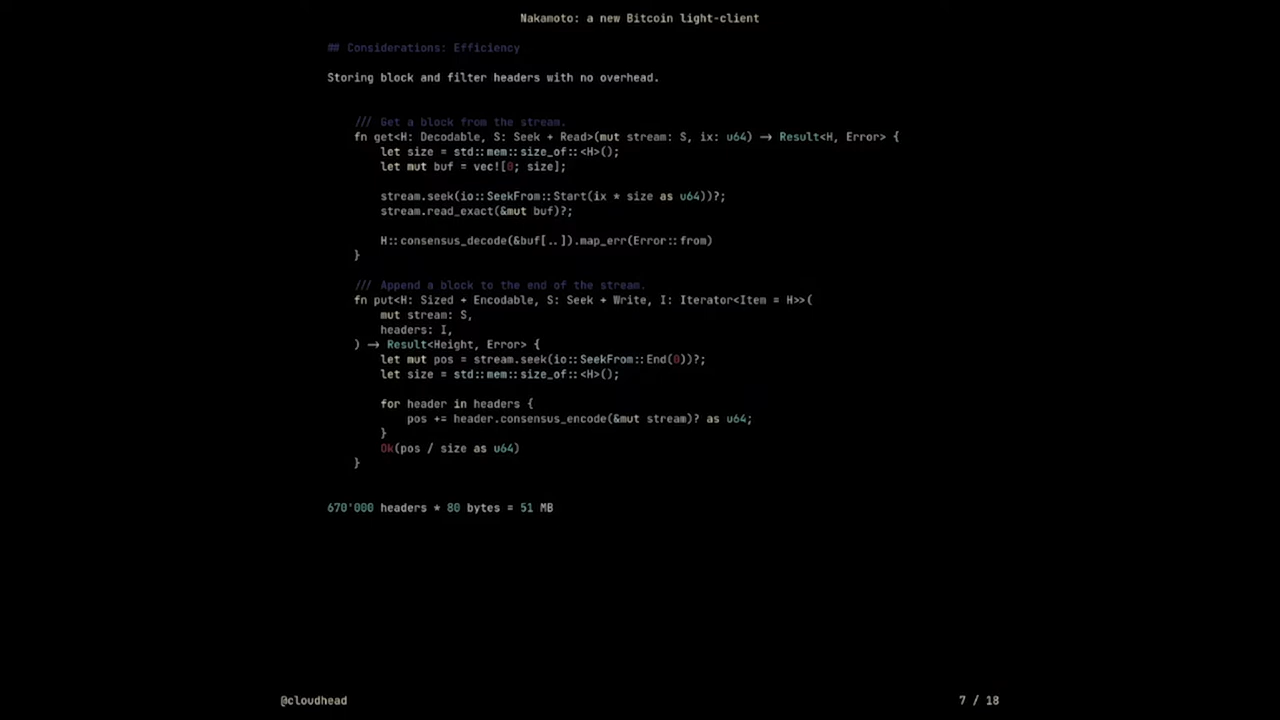 Nakamoto: a new Bitcoin light-client
## Considerations: Efficiency
Storing block and filter headers with no overhead.
/// Get a block from the stream.
fn get<H: Decodable, S: Seek + Read>(mut stream: S, ix: u64) → Result<H, Error> {
let size = std::mem::size_of::<H>();
let mut buf = vec![0; size];
stream.seek(io::SeekFrom::Start(ix * size as u64))?;
stream.read_exact(&mut buf)?;
H::consensus_decode(&buf[..]).map_err(Error::from)
}
/// Append a block to the end of the stream.
fn put<H: Sized + Encodable, S: Seek + Write, I: Iterator<Item = H>>(
mut stream: S,
headers: I,
) → Result<Height, Error> {
let mut pos = stream.seek(io::SeekFrom::End(0))?;
let size = std::mem::size_of::<H>();
for header in headers {
pos += header.consensus_encode(&mut stream)? as u64;
}
Ok(pos / size as u64)
}
670'000 headers * 80 bytes = 51 MB
@cloudhead
7 / 18